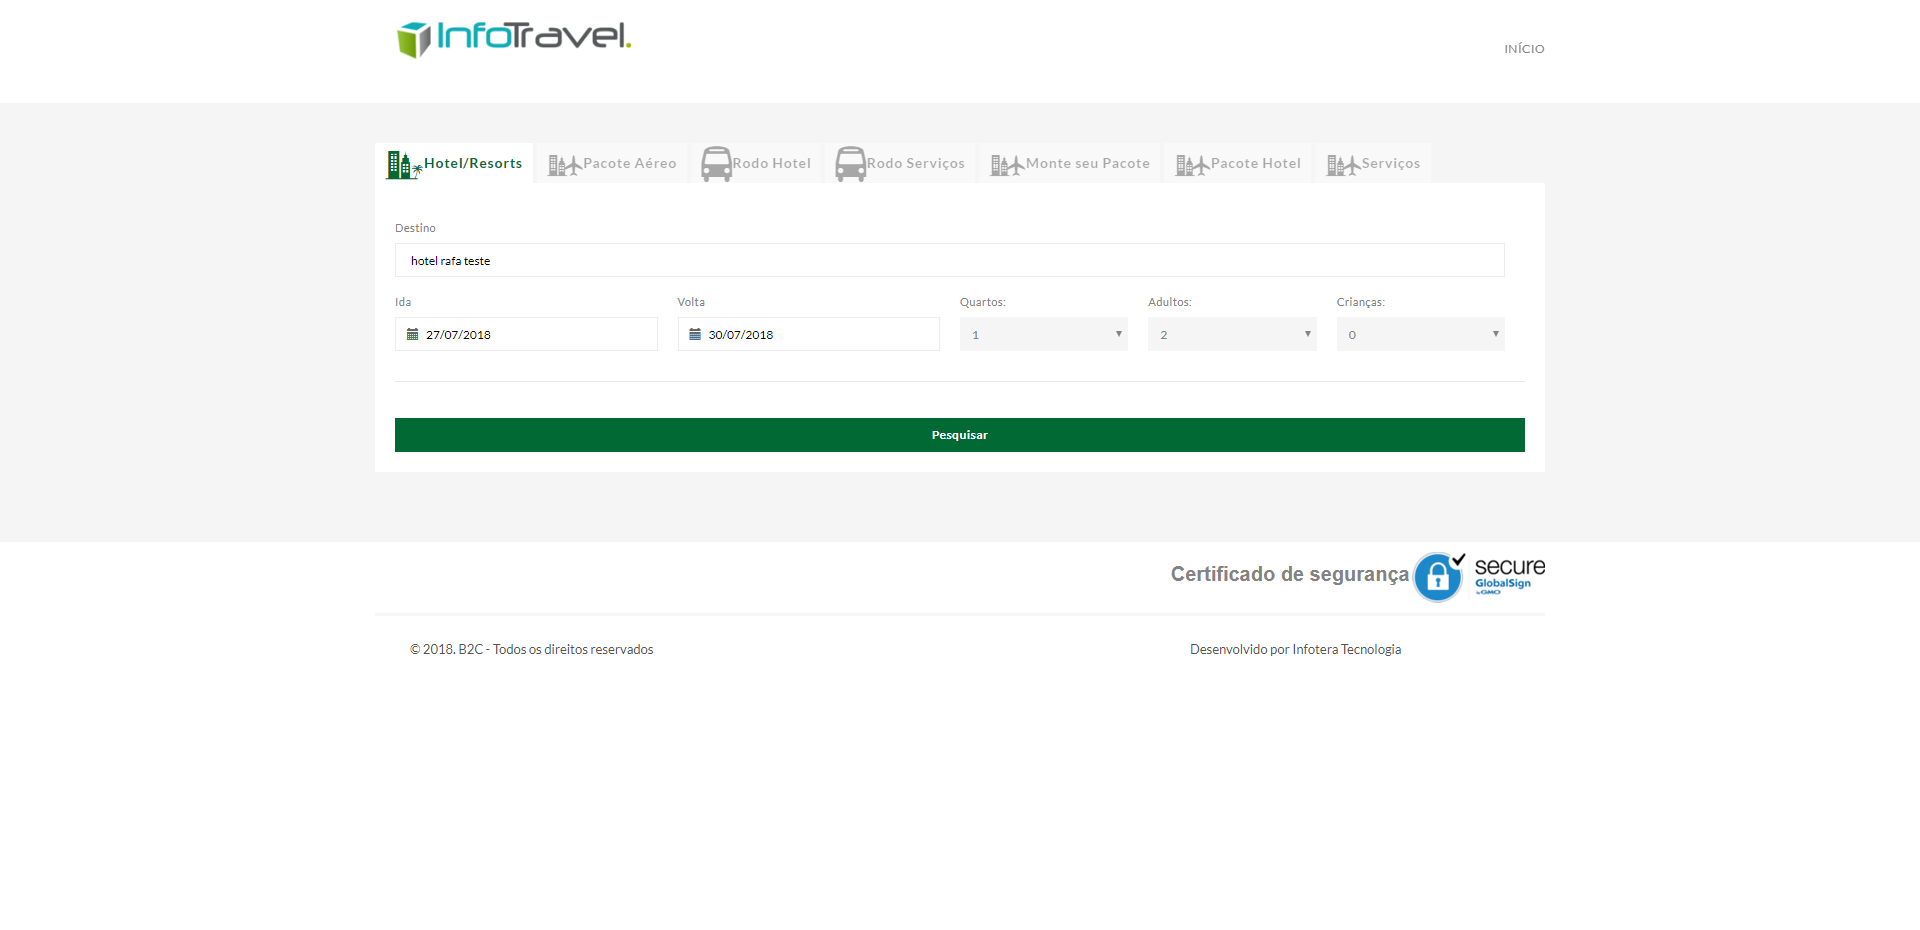 InfoTravel.
INÍCIO
Hotel/Resorts Pacote Aéreo Rodo Hotel Rodo Serviços Monte seu Pacote Pacote Hotel Serviços
Destino
hotel rafa teste
Ida Volta Quartos: Adultos: Crianças:
27/07/2018 30/07/2018 1 2 0
Pesquisar
Certificado de segurança secure
GlobalSign
by GMO
© 2018. B2C - Todos os direitos reservados Desenvolvido por Infotera Tecnologia